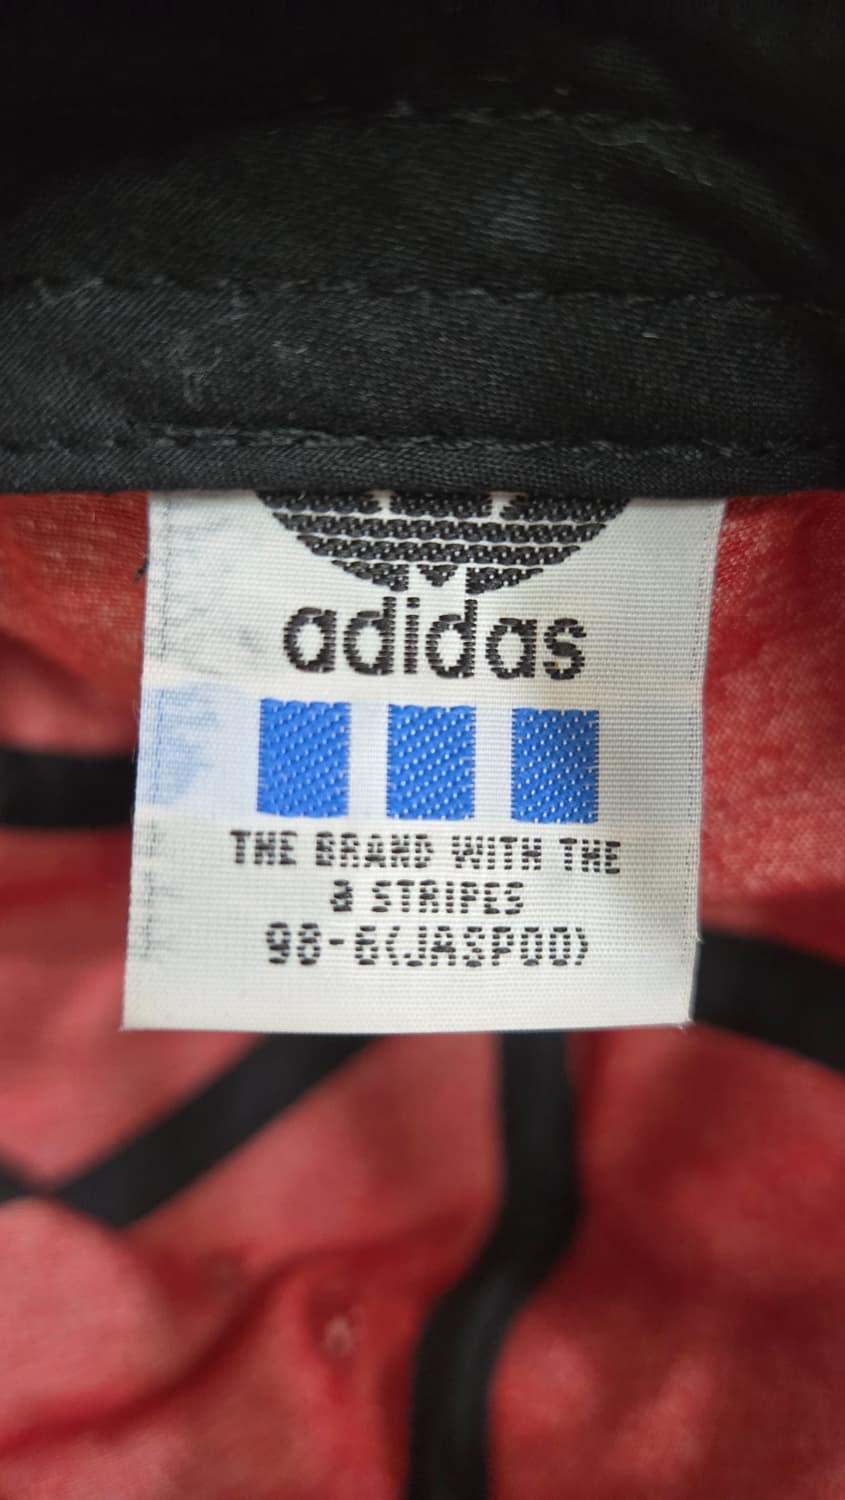 adidas
THE BRAND WITH THE
3 STRIPES
98-6(JASPOO)